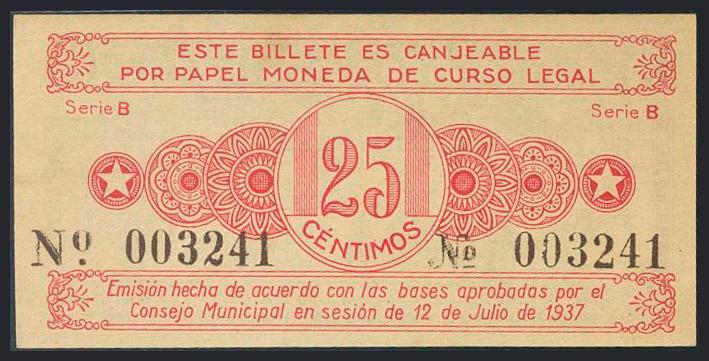 ESTE BILLETE ES CANJEABLE
POR PAPEL MONEDA DE CURSO LEGAL
Serie B Serie B
25
CÉNTIMOS
Nº 003241 Nº 003241
Emisión hecha de acuerdo con las bases aprobadas por el
Consejo Municipal en sesión de 12 de Julio de 1937